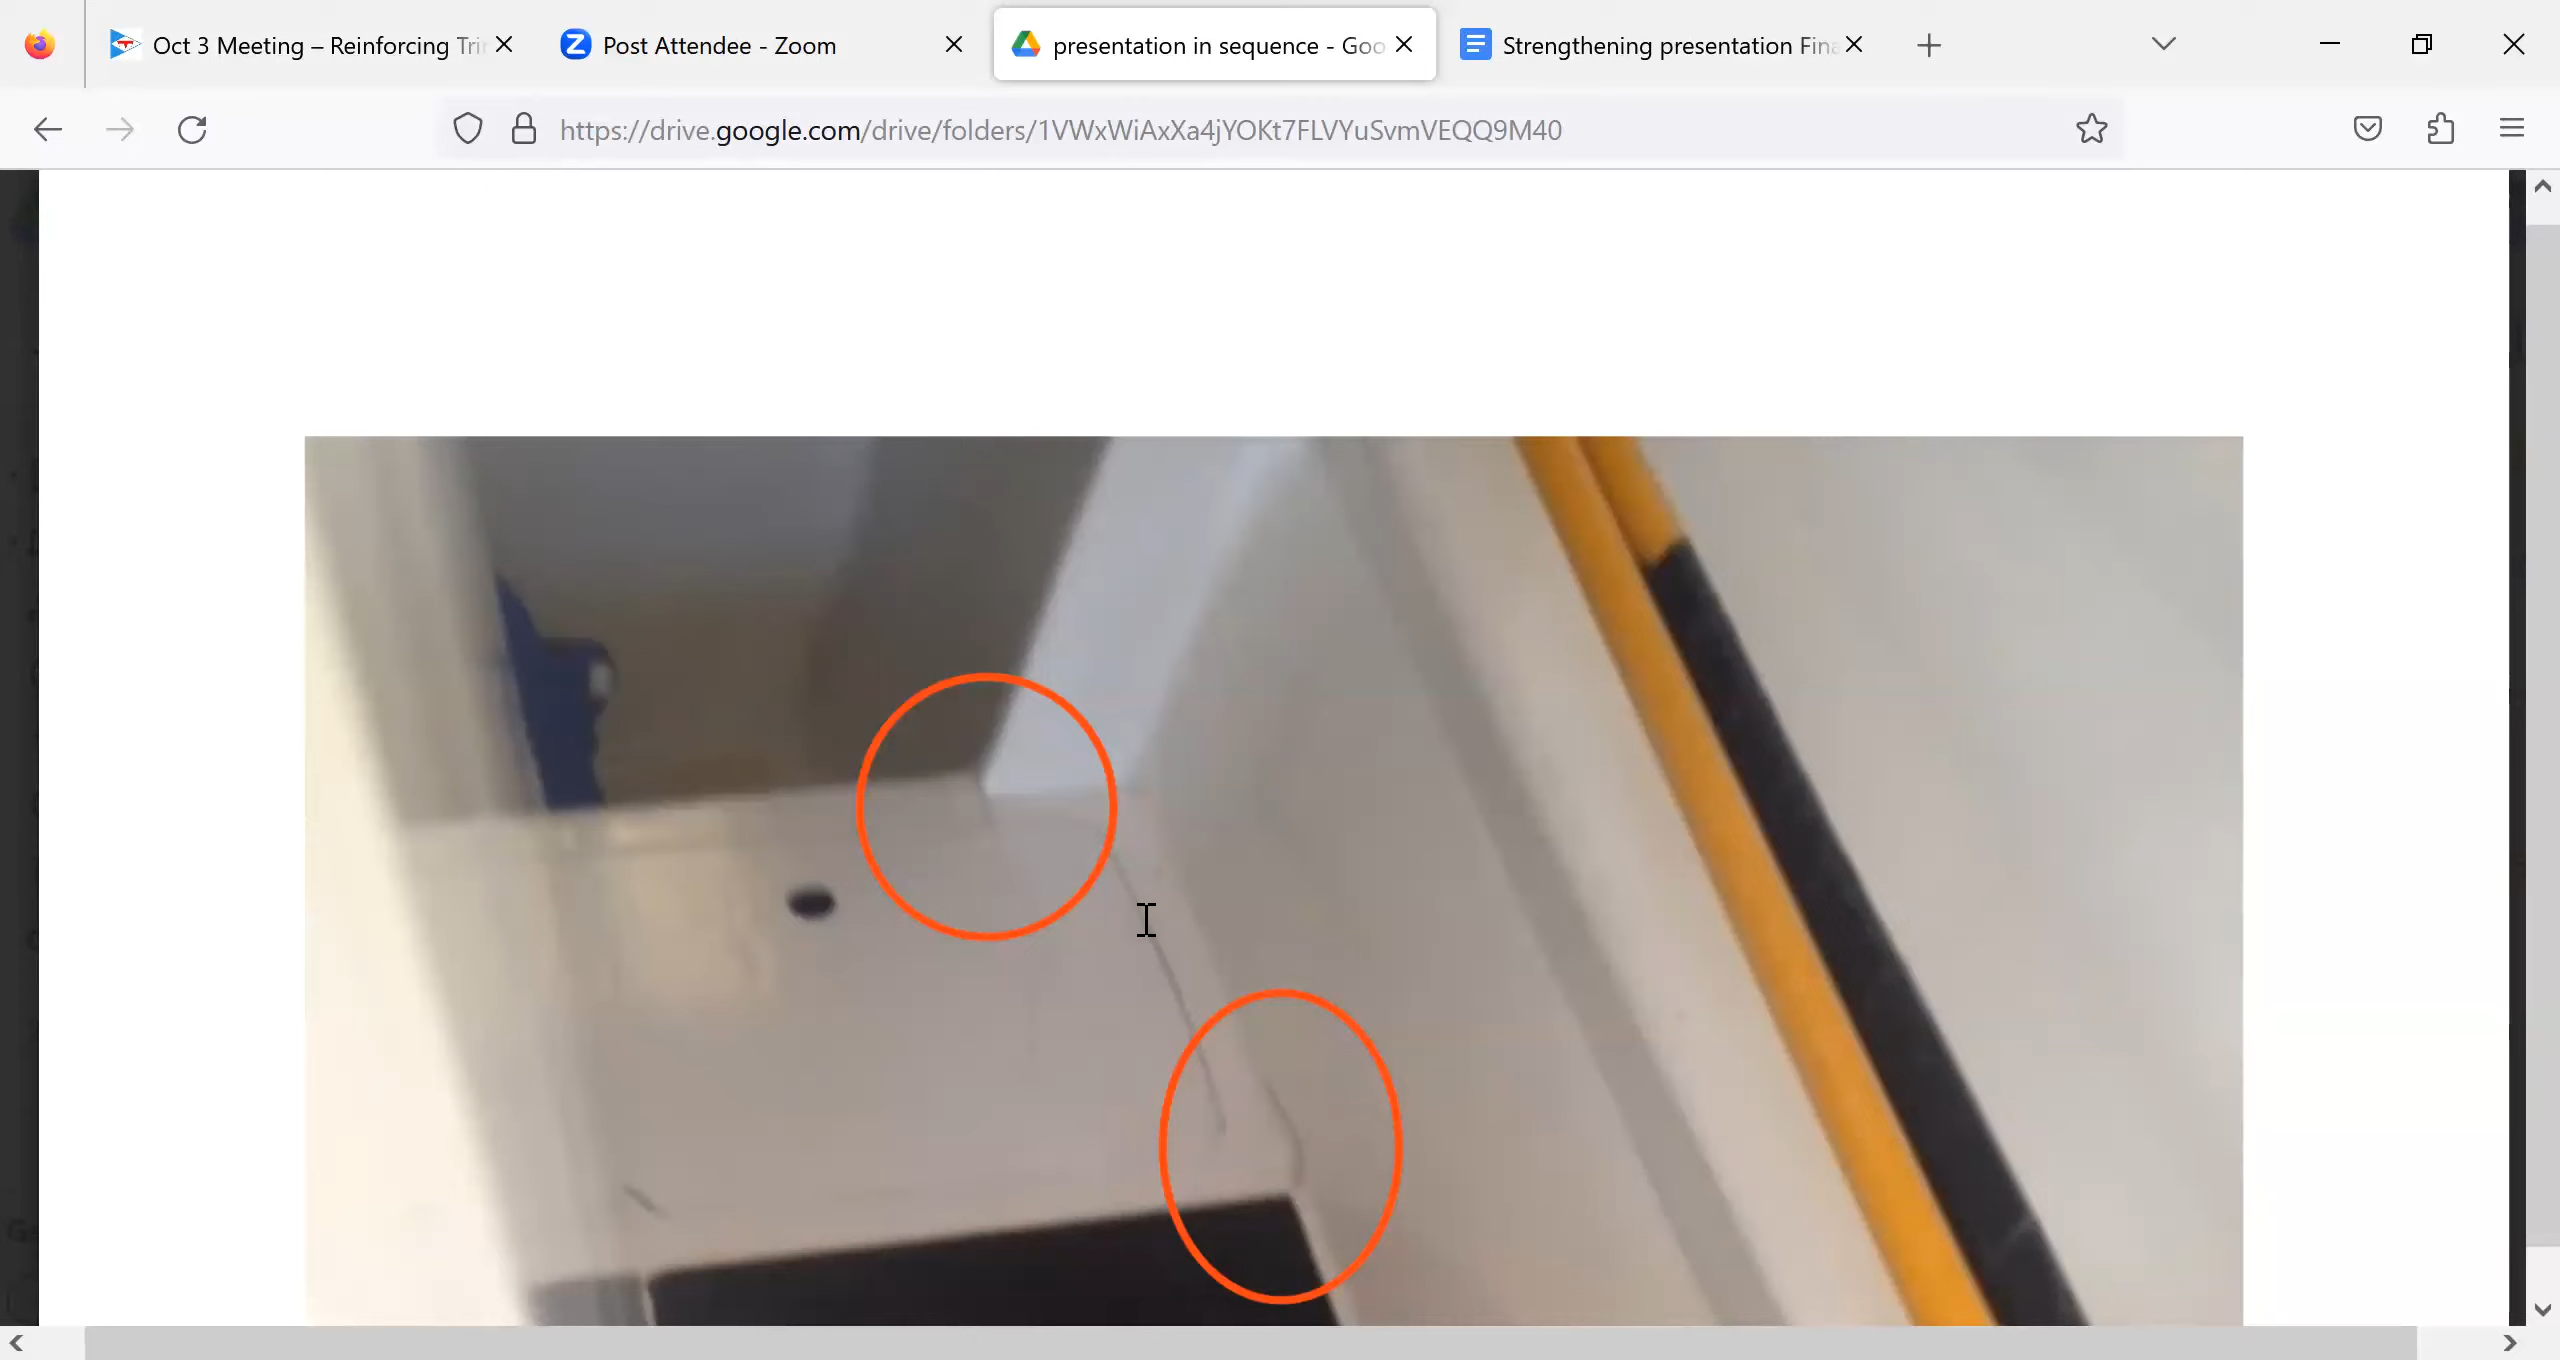 Oct 3 Meeting – Reinforcing Tri
Post Attendee - Zoom
presentation in sequence - Goo
Strengthening presentation Fina
https://drive.google.com/drive/folders/1VWxWiAxXa4jYOKt7FLVYuSvmVEQQ9M40